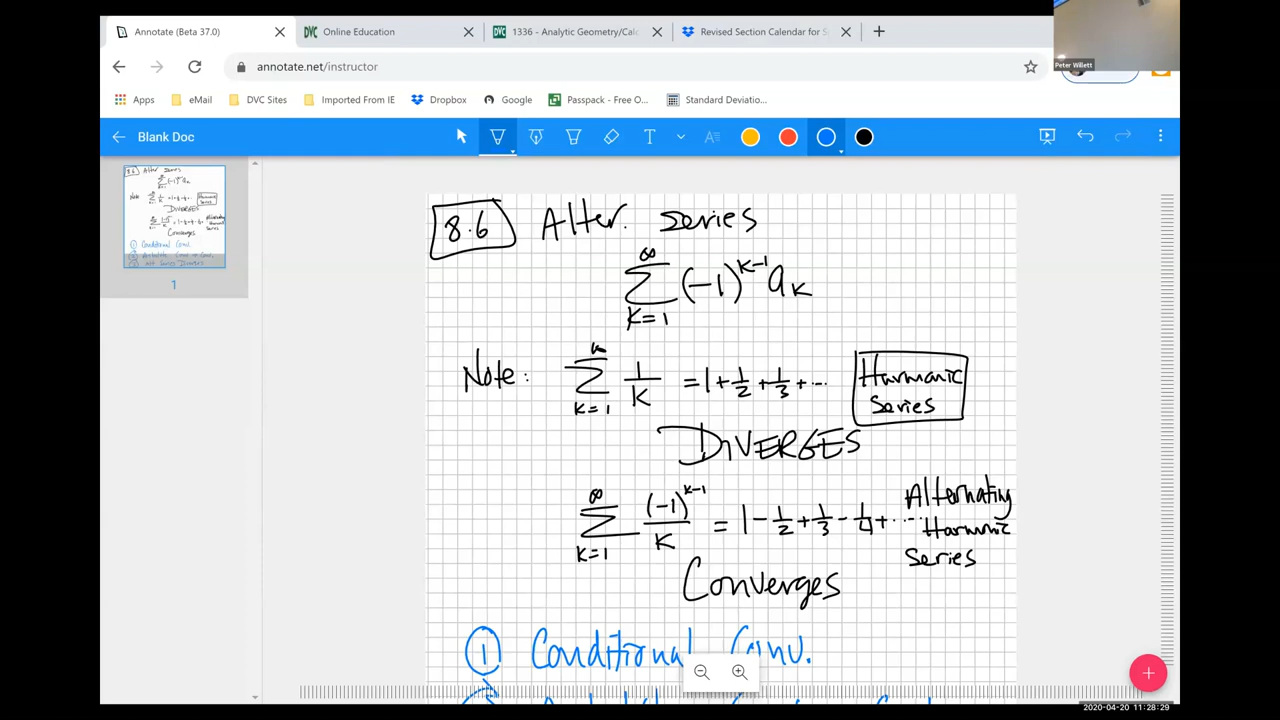 Annotate (Beta 37.0)
Online Education
1336 - Analytic Geometry/Calc
Revised Section Calendar for S
annotate.net/instructor
Peter Willett
Apps
eMail
DVC Sites
Imported From IE
Dropbox
Google
Passpack - Free O...
Standard Deviatio...
Blank Doc
8.6 Alter. series
∞
Σ (-1)^{k-1} a_k
k=1
Note: Σ_{k=1} 1/k = 1 + 1/2 + 1/3 + ...
Harmonic
Series
DIVERGES
∞
Σ (-1)^{k-1}/k = 1 - 1/2 + 1/3 - 1/4 + ...
k=1
Alternating
Harmonic
Series
Converges
① Conditional Conv.
1
2020-04-20 11:28:29